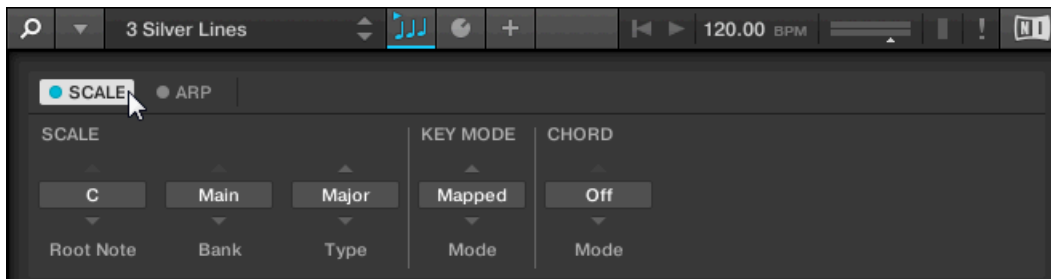 3 Silver Lines 120.00 BPM ! NI
SCALE ARP
SCALE KEY MODE CHORD
C Main Major Mapped Off
Root Note Bank Type Mode Mode